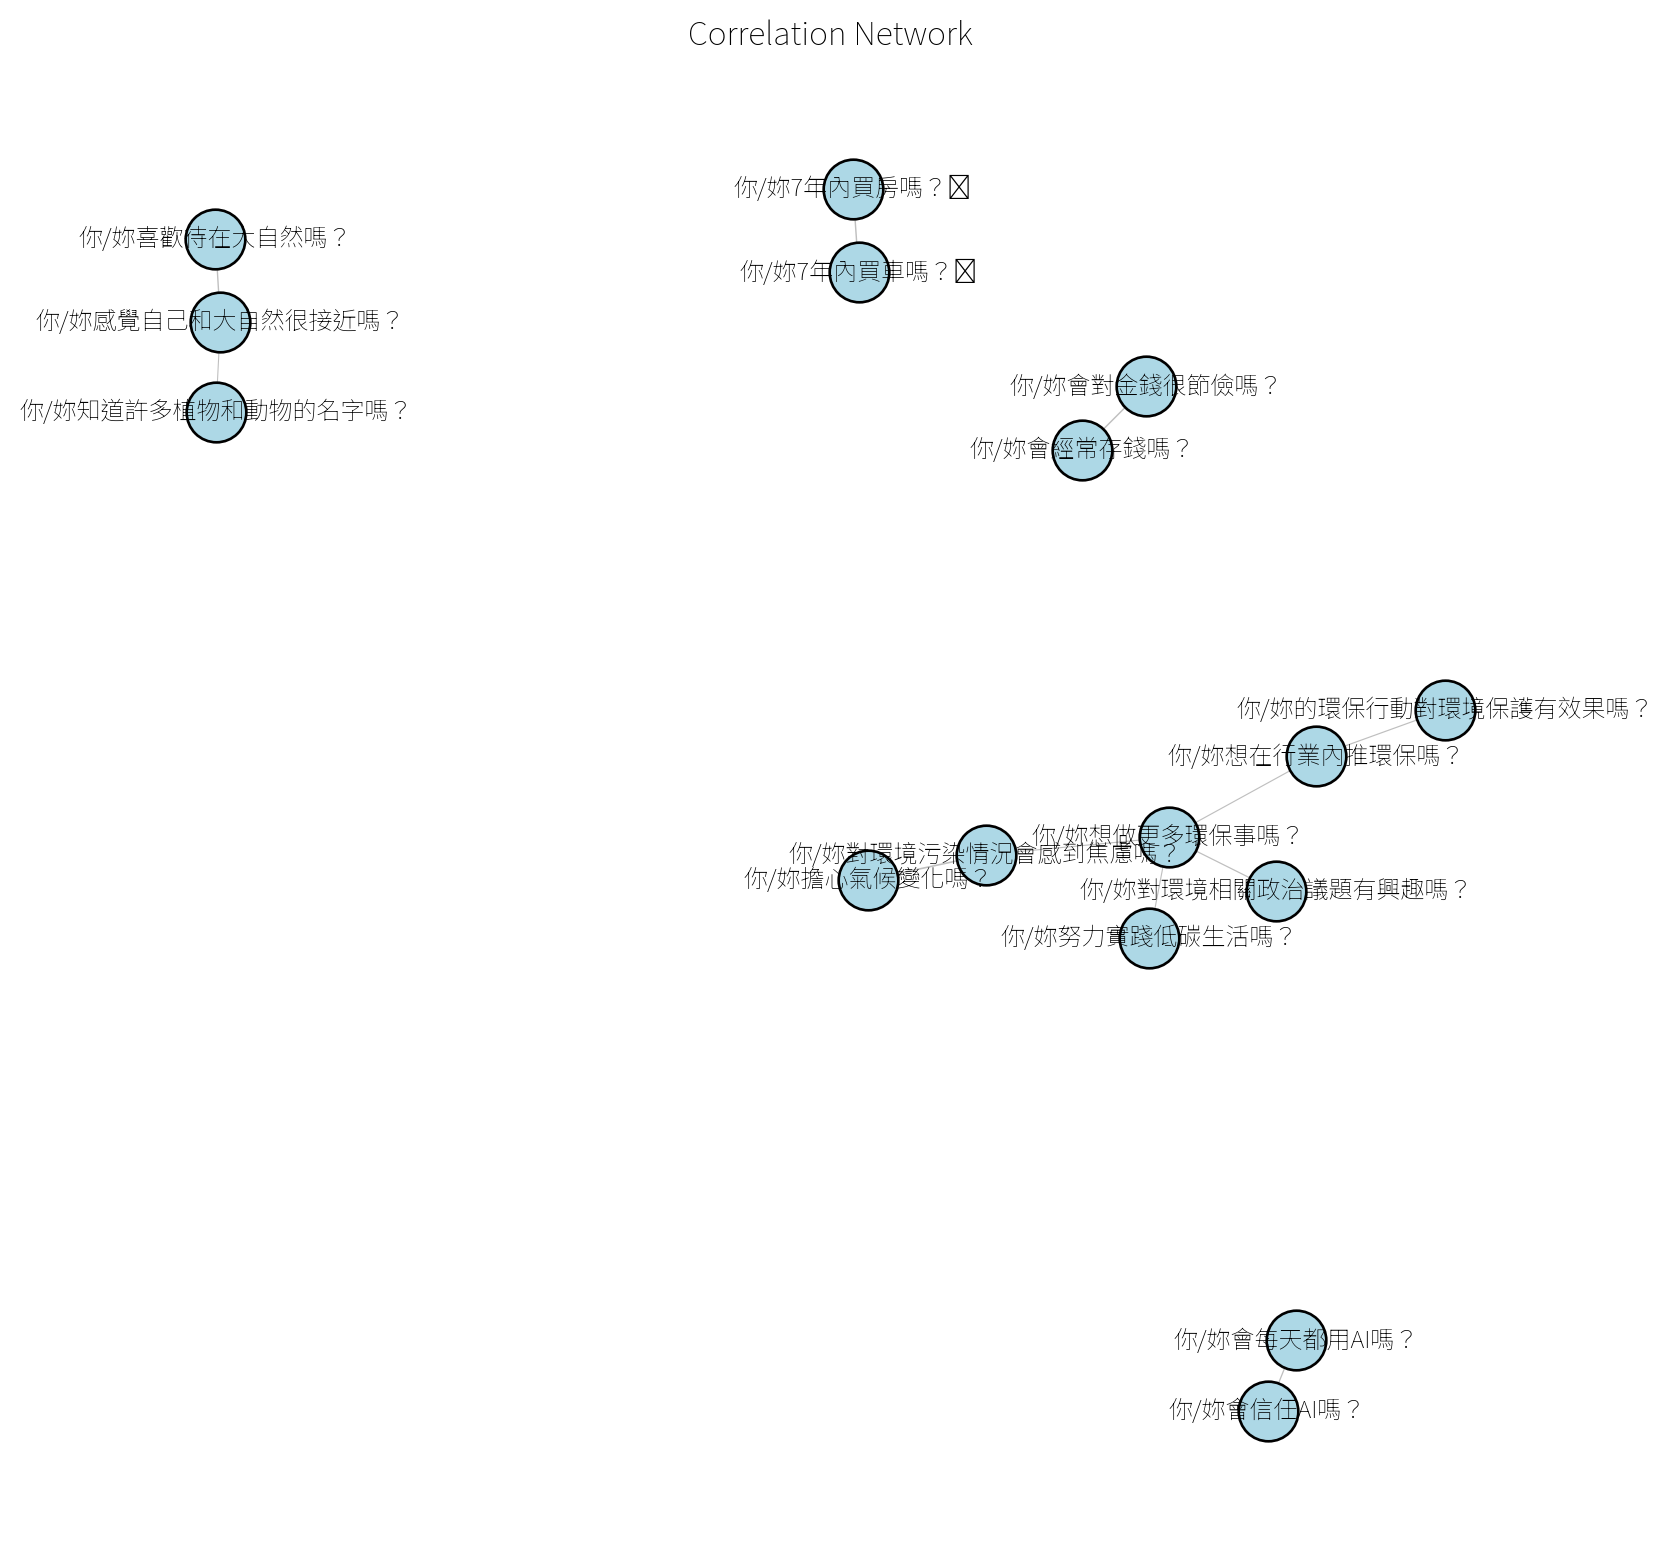 Correlation Network
你/妳7年內買房嗎？
你/妳喜歡待在大自然嗎？
你/妳7年內買車嗎？
你/妳感覺自己和大自然很接近嗎？
你/妳會對金錢很節儉嗎？
你/妳知道許多植物和動物的名字嗎？
你/妳會經常存錢嗎？
你/妳的環保行動對環境保護有效果嗎？
你/妳想在行業內推環保嗎？
你/妳想做更多環保事嗎？
你/妳對環境污染情況會感到焦慮嗎？
你/妳擔心氣候變化嗎？
你/妳對環境相關政治議題有興趣嗎？
你/妳努力實踐低碳生活嗎？
你/妳會每天都用AI嗎？
你/妳會信任AI嗎？